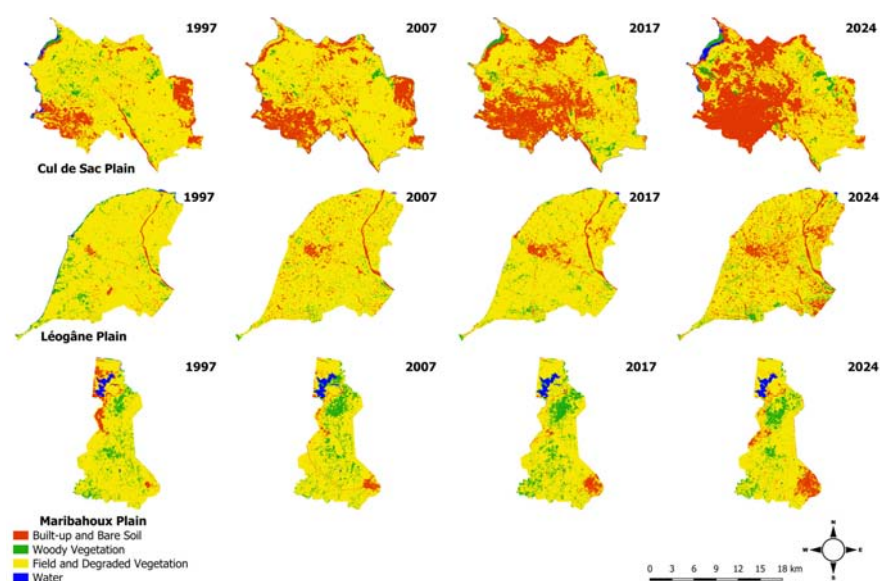 1997
2007
2017
2024
Cul de Sac Plain
1997
2007
2017
2024
Léogâne Plain
1997
2007
2017
2024
Maribahoux Plain
Built-up and Bare Soil
Woody Vegetation
Field and Degraded Vegetation
Water
0 3 6 9 12 15 18 km
N
W E
S